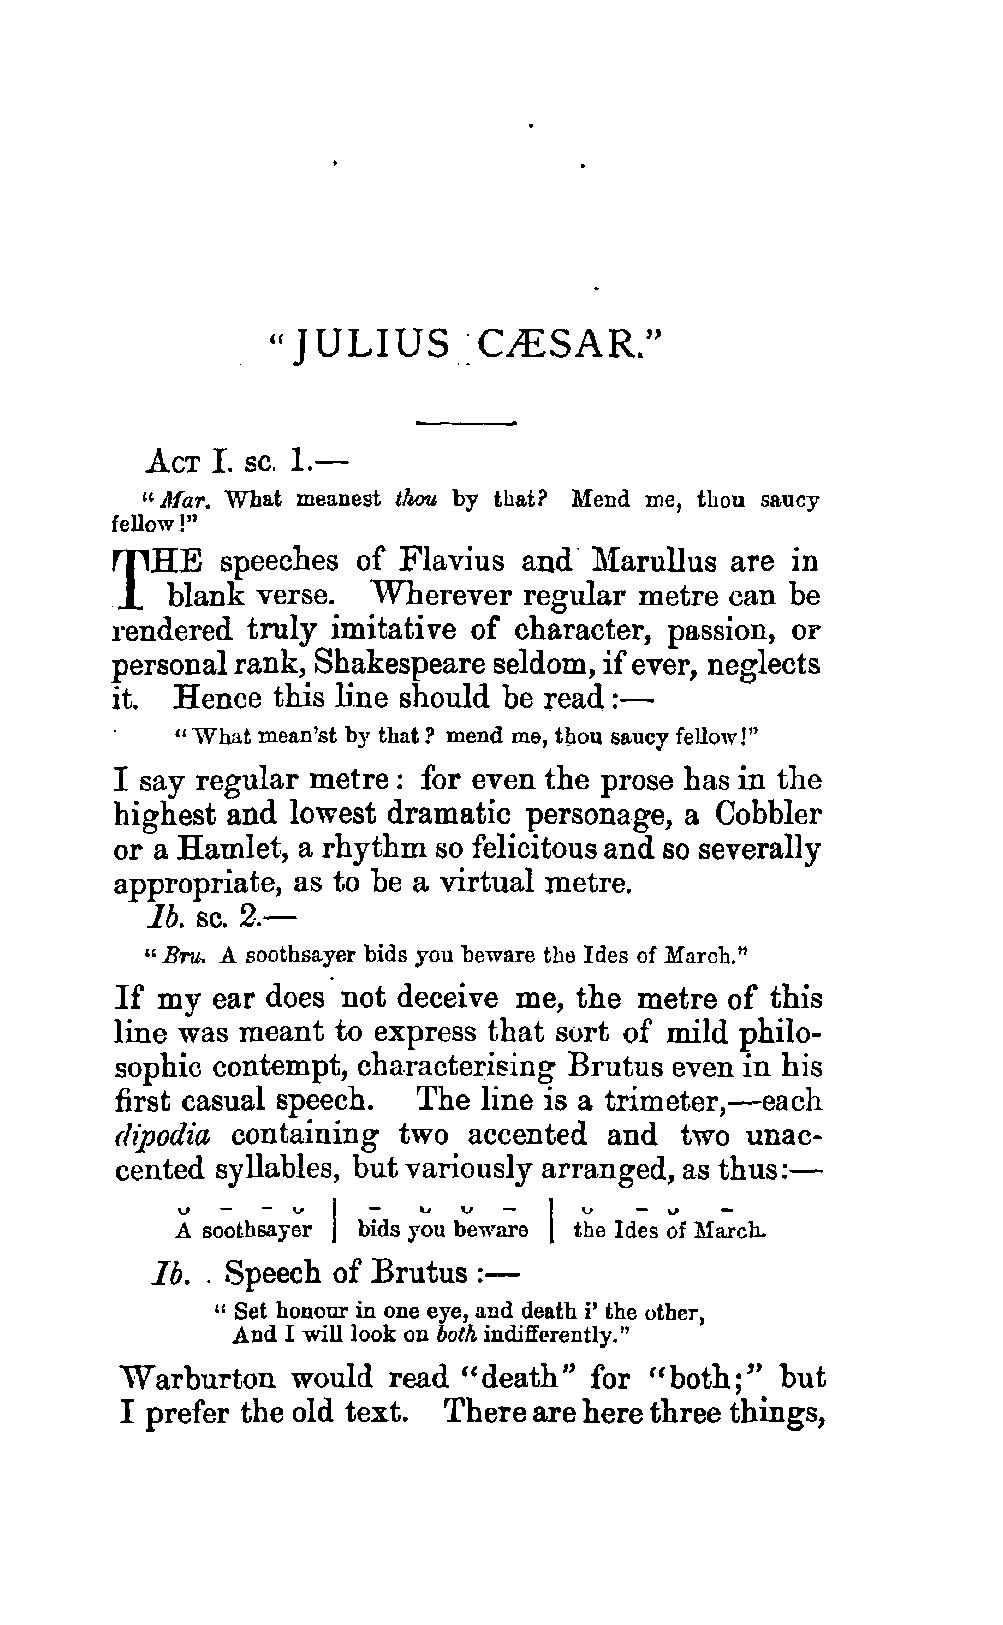 "JULIUS CÆSAR."
ACT I. sc. 1.—
"Mar. What meanest thou by that? Mend me, thou saucy
fellow!"
THE speeches of Flavius and Marullus are in
blank verse. Wherever regular metre can be
rendered truly imitative of character, passion, or
personal rank, Shakespeare seldom, if ever, neglects
it. Hence this line should be read:—
"What mean'st by that? mend me, thou saucy fellow!"
I say regular metre: for even the prose has in the
highest and lowest dramatic personage, a Cobbler
or a Hamlet, a rhythm so felicitous and so severally
appropriate, as to be a virtual metre.
Ib. sc. 2.—
"Bru. A soothsayer bids you beware the Ides of March."
If my ear does not deceive me, the metre of this
line was meant to express that sort of mild philo-
sophic contempt, characterising Brutus even in his
first casual speech. The line is a trimeter,—each
dipodia containing two accented and two unac-
cented syllables, but variously arranged, as thus:—
˘ – – ˘ | – ˘ ˘ – | ˘ – ˘ –
A soothsayer | bids you beware | the Ides of March.
Ib. Speech of Brutus:—
"Set honour in one eye, and death i' the other,
And I will look on both indifferently."
Warburton would read "death" for "both;" but
I prefer the old text. There are here three things,